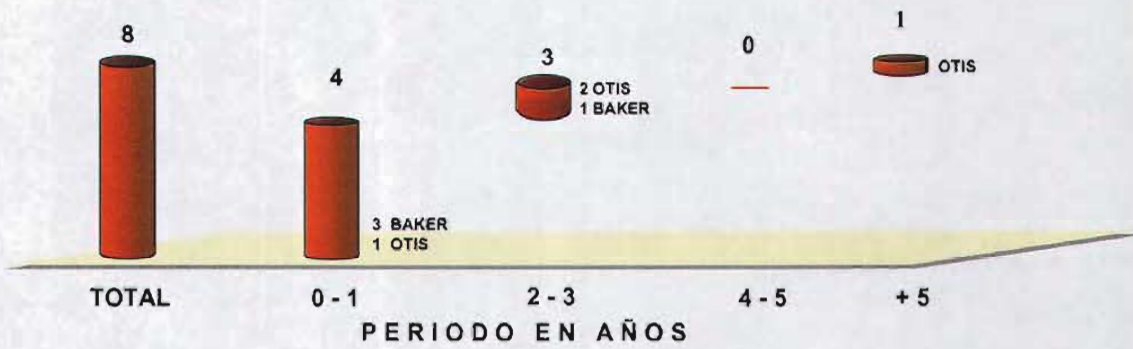 8
4
3
0
1
3 BAKER
1 OTIS
2 OTIS
1 BAKER
OTIS
TOTAL
0 - 1
2 - 3
4 - 5
+ 5
PERIODO EN AÑOS